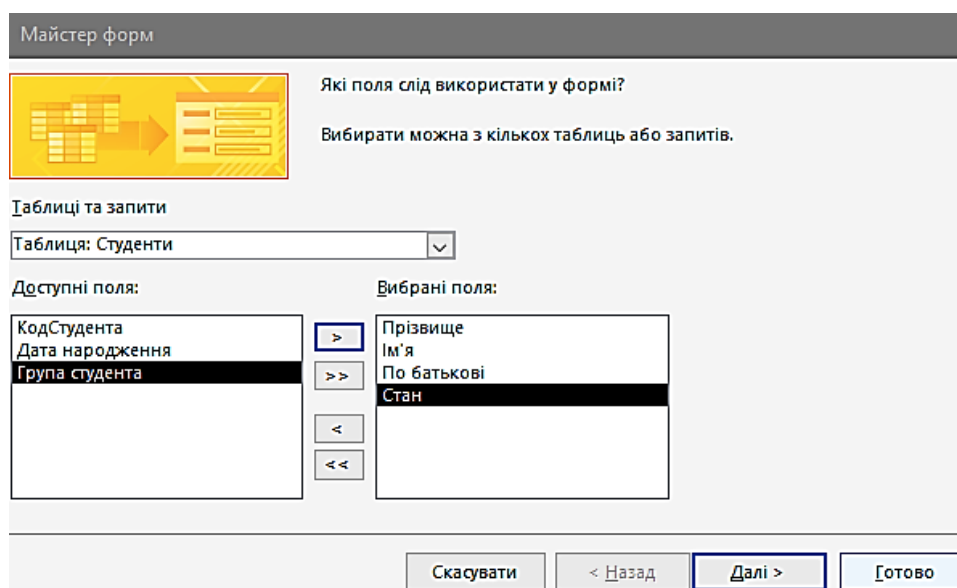 Майстер форм
Які поля слід використати у формі?
Вибирати можна з кількох таблиць або запитів.
Таблиці та запити
Таблиця: Студенти
Доступні поля:
Вибрані поля:
КодСтудента
Дата народження
Група студента
>
>>
<
<<
Прізвище
Ім'я
По батькові
Стан
Скасувати
< Назад
Далі >
Готово